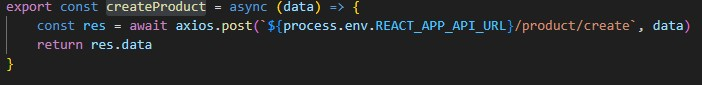 export const createProduct = async (data) => {
    const res = await axios.post(`${process.env.REACT_APP_API_URL}/product/create`, data)
    return res.data
}